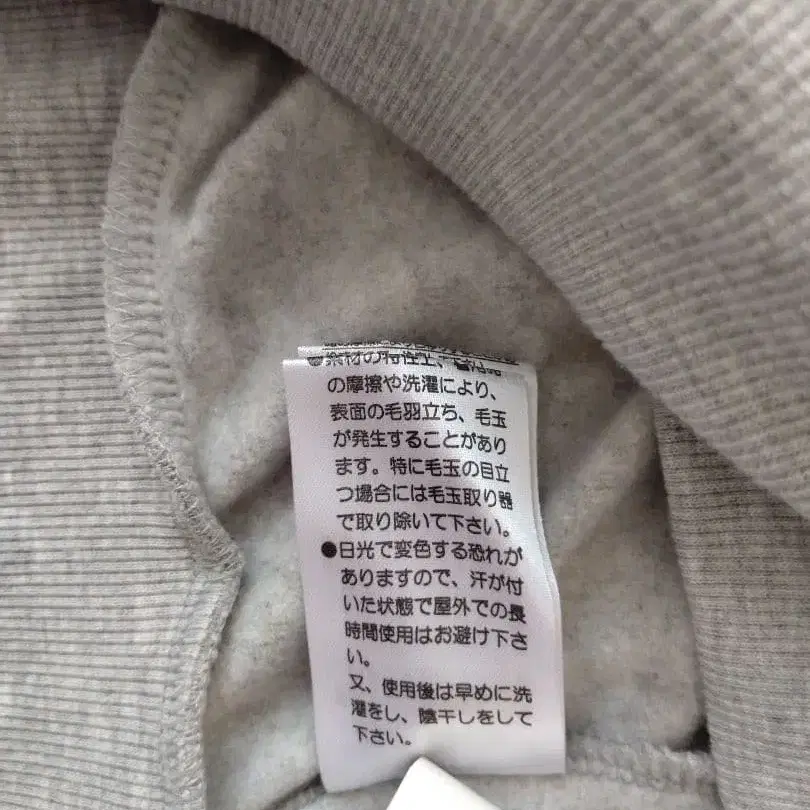 ●素材の特性上、着用
の摩擦や洗濯により、
表面の毛羽立ち、毛玉
が発生することがあり
ます。特に毛玉の目立
つ場合には毛玉取り器
で取り除いて下さい。
●日光で変色する恐れが
ありますので、汗が付
いた状態で屋外での長
時間使用はお避け下さ
い。
又、使用後は早めに洗
濯をし、陰干しをして
下さい。